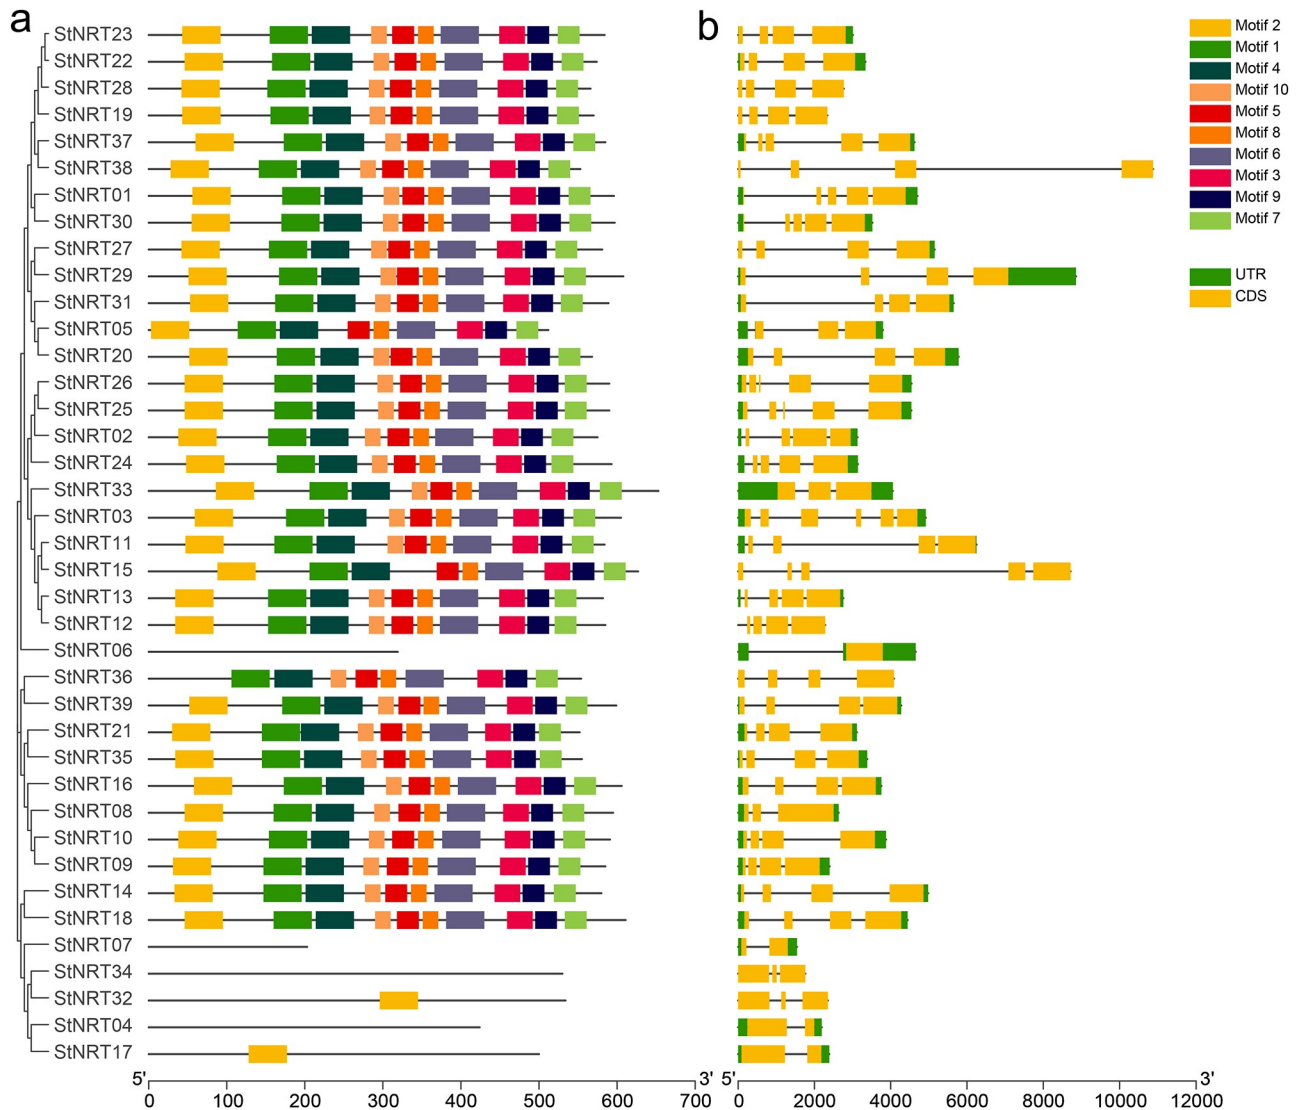 a
b
StNRT23
StNRT22
StNRT28
StNRT19
StNRT37
StNRT38
StNRT01
StNRT30
StNRT27
StNRT29
StNRT31
StNRT05
StNRT20
StNRT26
StNRT25
StNRT02
StNRT24
StNRT33
StNRT03
StNRT11
StNRT15
StNRT13
StNRT12
StNRT06
StNRT36
StNRT39
StNRT21
StNRT35
StNRT16
StNRT08
StNRT10
StNRT09
StNRT14
StNRT18
StNRT07
StNRT34
StNRT32
StNRT04
StNRT17
5' 3'
0 100 200 300 400 500 600 700
5' 3'
0 2000 4000 6000 8000 10000 12000
Motif 2
Motif 1
Motif 4
Motif 10
Motif 5
Motif 8
Motif 6
Motif 3
Motif 9
Motif 7
UTR
CDS